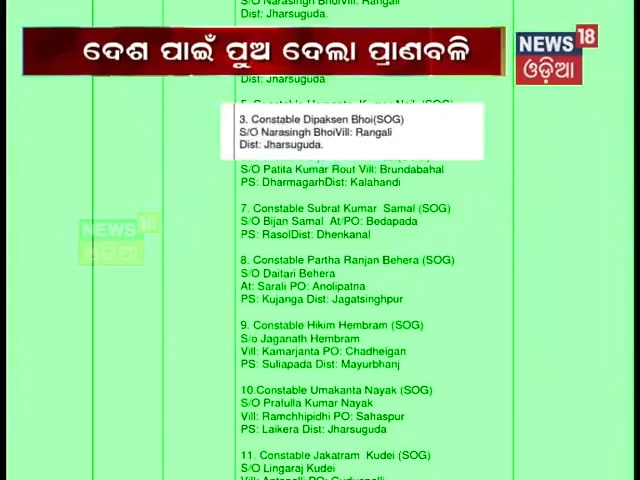 S/O Narasingh BhoiVill: Rangali
Dist: Jharsuguda.
ଦେଶ ପାଇଁ ପୁଅ ଦେଲା ପ୍ରାଣବଳି
NEWS 18
ଓଡ଼ିଆ
Dist: Jharsuguda
3. Constable Dipaksen Bhoi(SOG)
S/O Narasingh BhoiVill: Rangali
Dist: Jharsuguda.
S/O Patita Kumar Rout Vill: Brundabahal
PS: DharmagarhDist: Kalahandi
7. Constable Subrat Kumar Samal (SOG)
S/O Bijan Samal At/PO: Bedapada
PS: RasolDist: Dhenkanal
NEWS 18
ଓଡ଼ିଆ
8. Constable Partha Ranjan Behera (SOG)
S/O Daitari Behera
At: Sarali PO: Anolipatna
PS: Kujanga Dist: Jagatsinghpur
9. Constable Hikim Hembram (SOG)
S/o Jaganath Hembram
Vill: Kamarjanta PO: Chadheigan
PS: Suliapada Dist: Mayurbhanj
10.Constable Umakanta Nayak (SOG)
S/O Prafulla Kumar Nayak
Vill: Ramchhipidhi PO: Sahaspur
PS: Laikera Dist: Jharsuguda
11. Constable Jakatram Kudei (SOG)
S/O Lingaraj Kudei